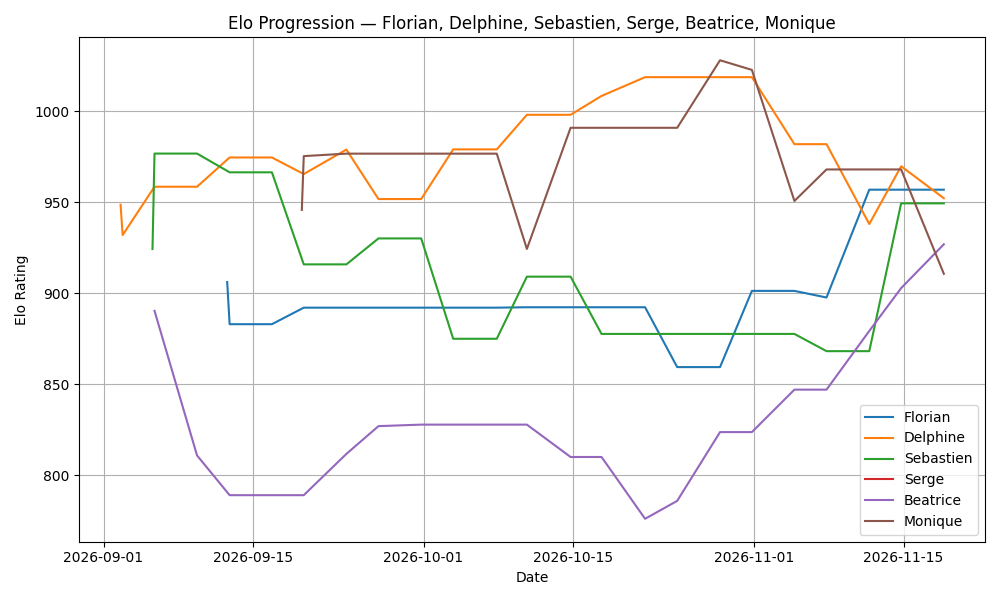 Elo Progression — Florian, Delphine, Sebastien, Serge, Beatrice, Monique
Elo Rating
1000
950
900
850
800
2026-09-01
2026-09-15
2026-10-01
2026-10-15
2026-11-01
2026-11-15
Date
Florian
Delphine
Sebastien
Serge
Beatrice
Monique